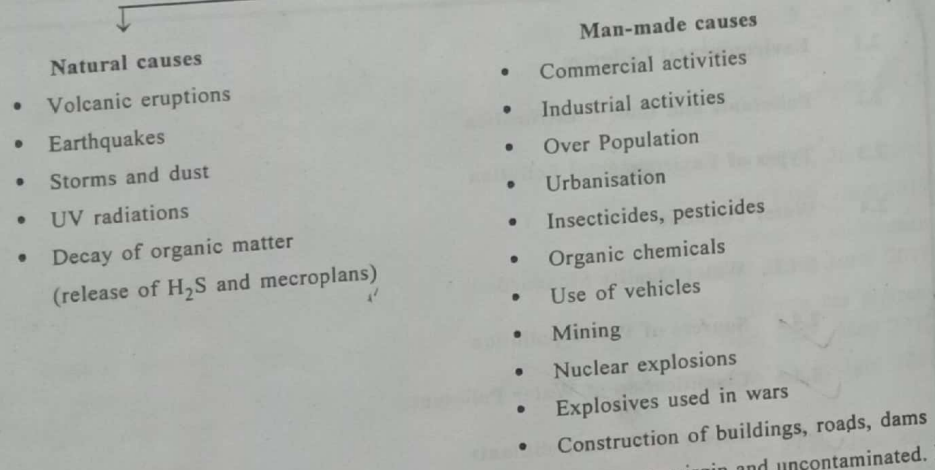 Natural causes
• Volcanic eruptions
• Earthquakes
• Storms and dust
• UV radiations
• Decay of organic matter
(release of H₂S and mecroplans)
Man-made causes
• Commercial activities
• Industrial activities
• Over Population
• Urbanisation
• Insecticides, pesticides
• Organic chemicals
• Use of vehicles
• Mining
• Nuclear explosions
• Explosives used in wars
• Construction of buildings, roads, dams
and uncontaminated.